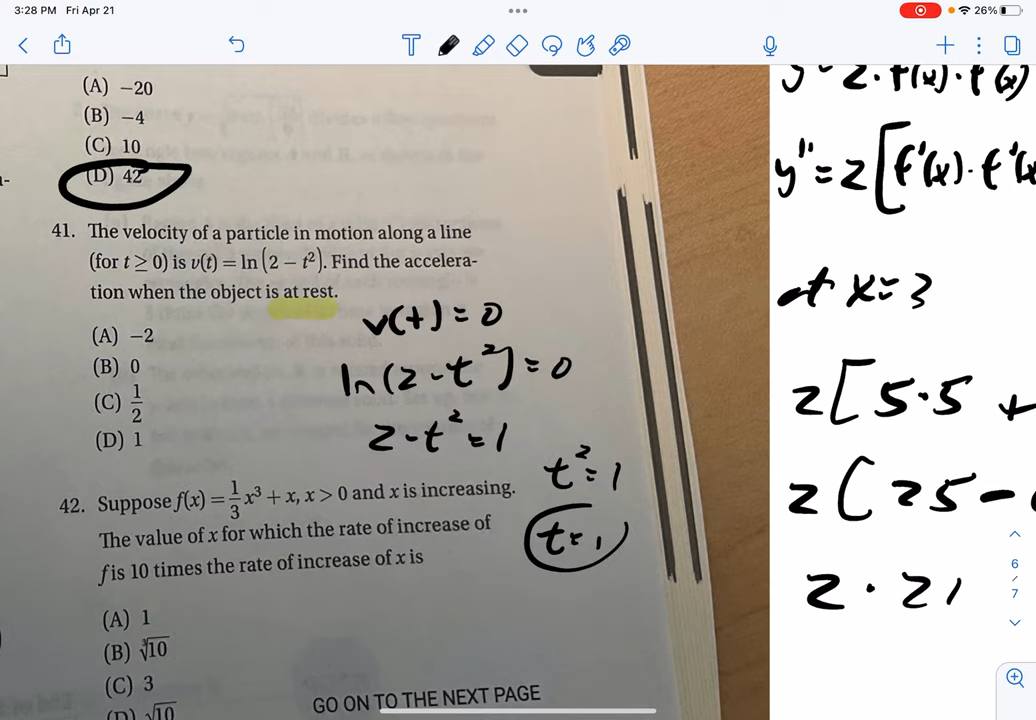 3:28 PM Fri Apr 21
26%
T
(A) −20
(B) −4
(C) 10
(D) 42
41. The velocity of a particle in motion along a line
(for t ≥ 0) is v(t) = ln(2 − t²). Find the accelera-
tion when the object is at rest.
(A) −2
(B) 0
(C) 1/2
(D) 1
v(t) = 0
ln(2 - t²) = 0
2 - t² = 1
t² = 1
t = 1
42. Suppose f(x) = 1/3 x³ + x, x > 0 and x is increasing.
The value of x for which the rate of increase of
f is 10 times the rate of increase of x is
(A) 1
(B) ∛10
(C) 3
(D) √10
GO ON TO THE NEXT PAGE
y' = 2 · f(x) · f'(x)
y'' = 2[f'(x) · f'(x
at x = 3
2[5·5 +
2(25 -
2 · 21
6
/
7